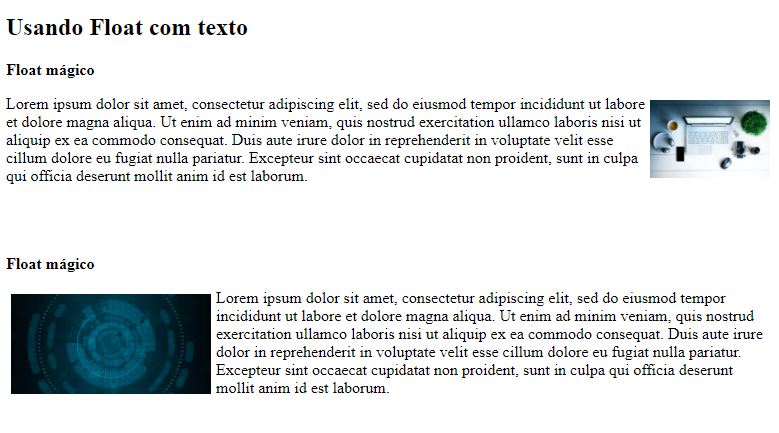 Usando Float com texto
Float mágico
Lorem ipsum dolor sit amet, consectetur adipiscing elit, sed do eiusmod tempor incididunt ut labore
et dolore magna aliqua. Ut enim ad minim veniam, quis nostrud exercitation ullamco laboris nisi ut
aliquip ex ea commodo consequat. Duis aute irure dolor in reprehenderit in voluptate velit esse
cillum dolore eu fugiat nulla pariatur. Excepteur sint occaecat cupidatat non proident, sunt in culpa
qui officia deserunt mollit anim id est laborum.
Float mágico
Lorem ipsum dolor sit amet, consectetur adipiscing elit, sed do eiusmod tempor
incididunt ut labore et dolore magna aliqua. Ut enim ad minim veniam, quis nostrud
exercitation ullamco laboris nisi ut aliquip ex ea commodo consequat. Duis aute irure
dolor in reprehenderit in voluptate velit esse cillum dolore eu fugiat nulla pariatur.
Excepteur sint occaecat cupidatat non proident, sunt in culpa qui officia deserunt
mollit anim id est laborum.